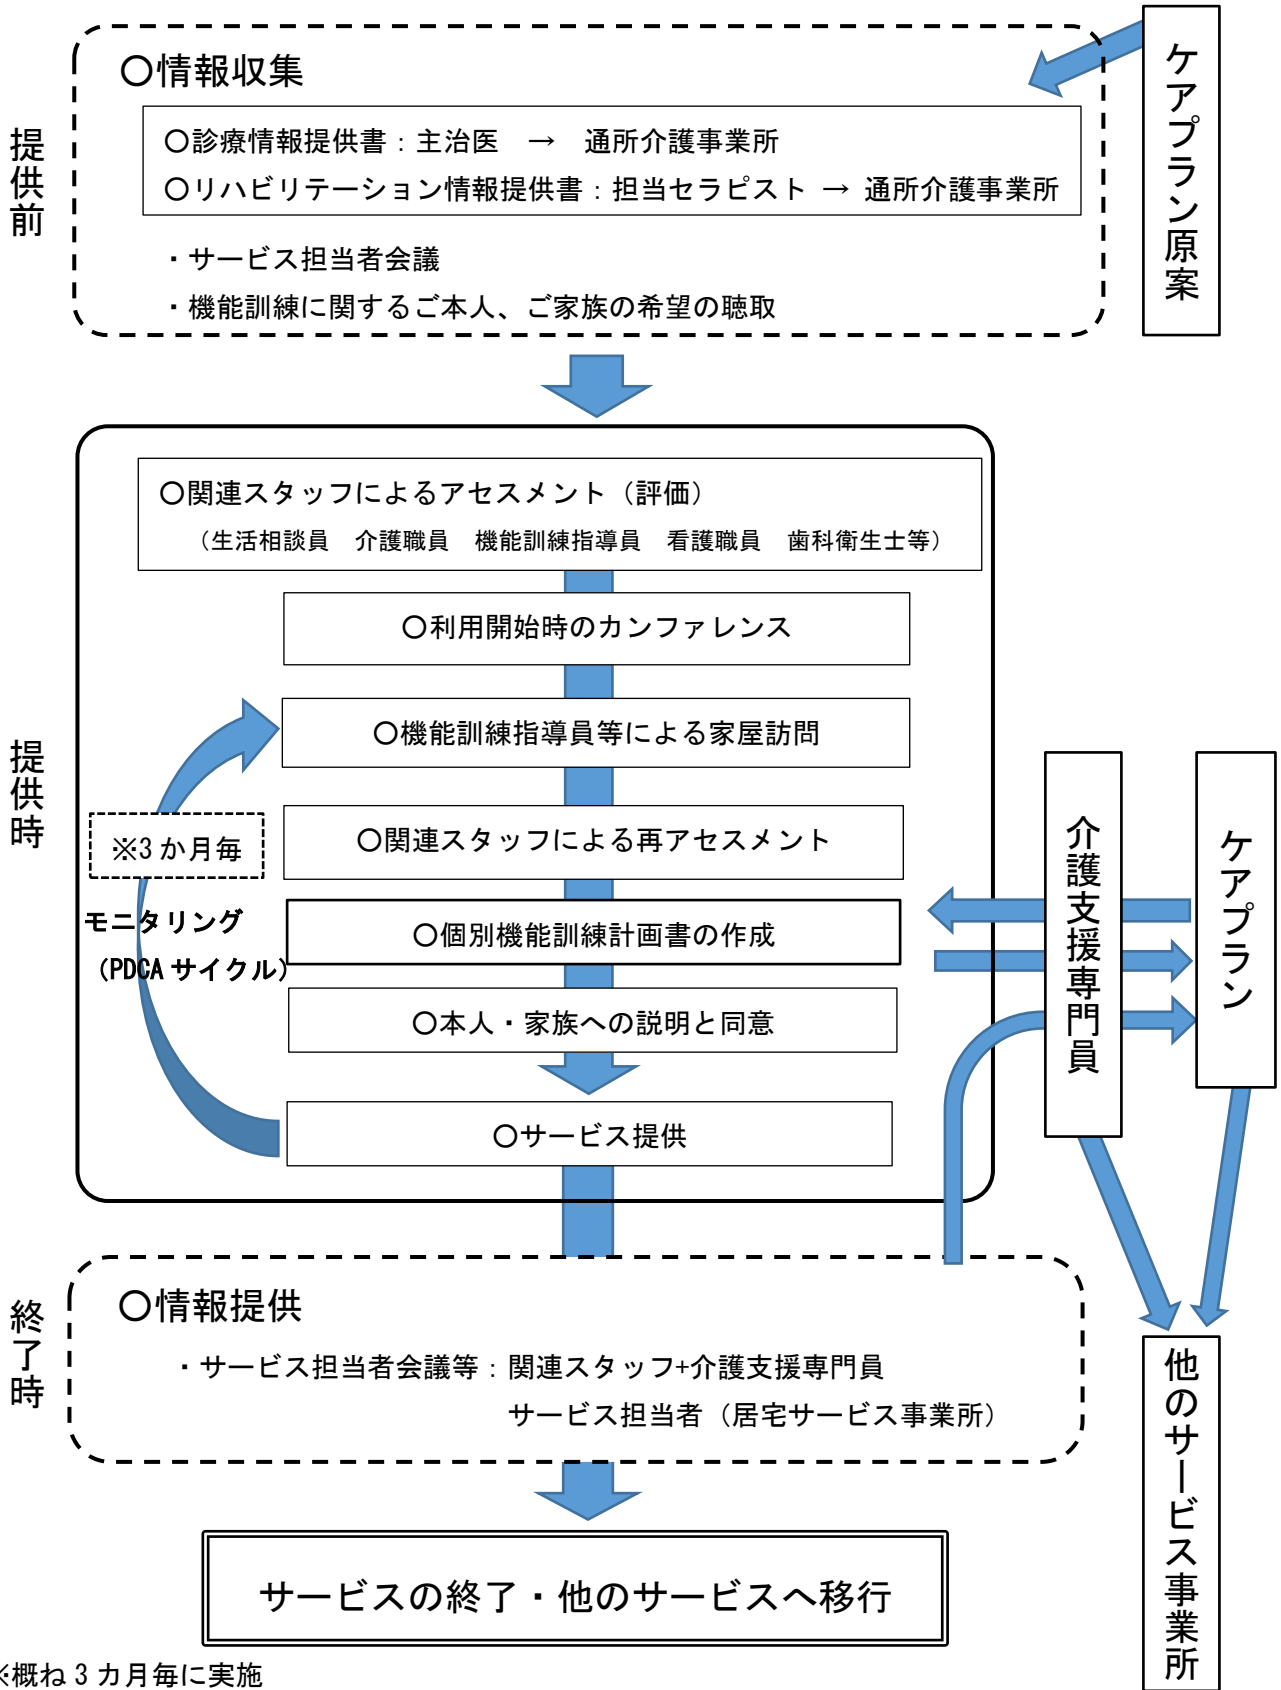 提供前
○情報収集
○診療情報提供書：主治医　→　通所介護事業所
○リハビリテーション情報提供書：担当セラピスト → 通所介護事業所
・サービス担当者会議
・機能訓練に関するご本人、ご家族の希望の聴取
ケアプラン原案
提供時
○関連スタッフによるアセスメント（評価）
（生活相談員　介護職員　機能訓練指導員　看護職員　歯科衛生士等）
○利用開始時のカンファレンス
○機能訓練指導員等による家屋訪問
※3 か月毎
○関連スタッフによる再アセスメント
モニタリング
（PDCA サイクル）
○個別機能訓練計画書の作成
○本人・家族への説明と同意
○サービス提供
介護支援専門員
ケアプラン
終了時
○情報提供
・サービス担当者会議等：関連スタッフ+介護支援専門員
サービス担当者（居宅サービス事業所）
他のサービス事業所
サービスの終了・他のサービスへ移行
※概ね 3 カ月毎に実施